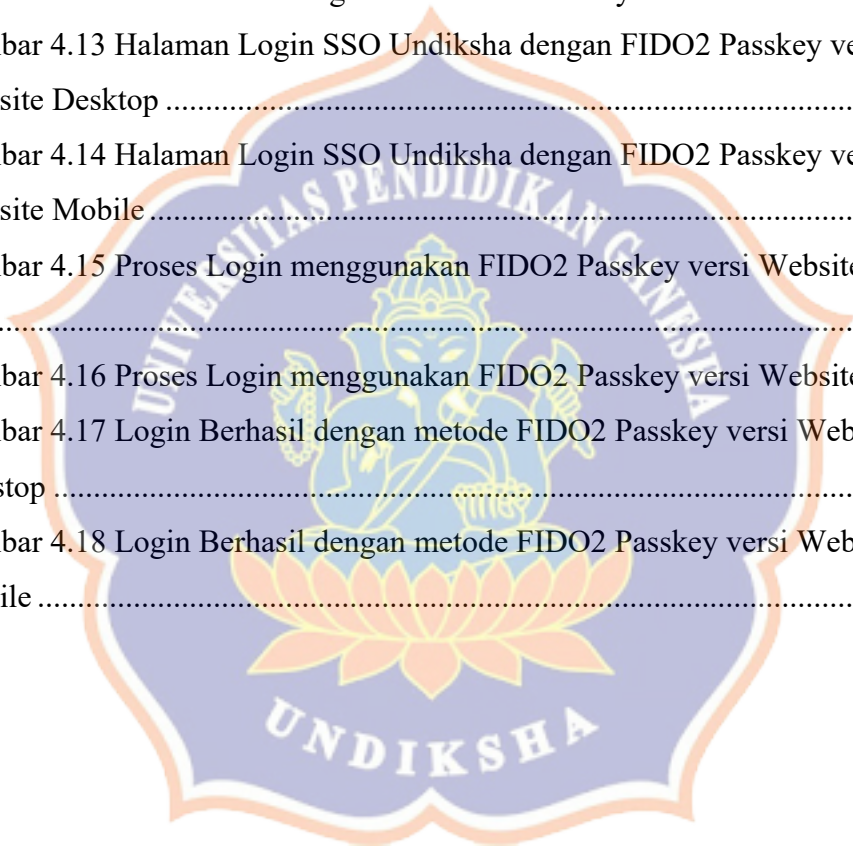 bar 4.13 Halaman Login SSO Undiksha dengan FIDO2 Passkey ve
site Desktop ......................................................................................
bar 4.14 Halaman Login SSO Undiksha dengan FIDO2 Passkey ve
site Mobile ........................................................................................
bar 4.15 Proses Login menggunakan FIDO2 Passkey versi Website
..........................................................................................................
bar 4.16 Proses Login menggunakan FIDO2 Passkey versi Website
bar 4.17 Login Berhasil dengan metode FIDO2 Passkey versi Web
stop ...................................................................................................
bar 4.18 Login Berhasil dengan metode FIDO2 Passkey versi Web
ile .....................................................................................................
UNIVERSITAS PENDIDIKAN GANESHA
UNDIKSHA